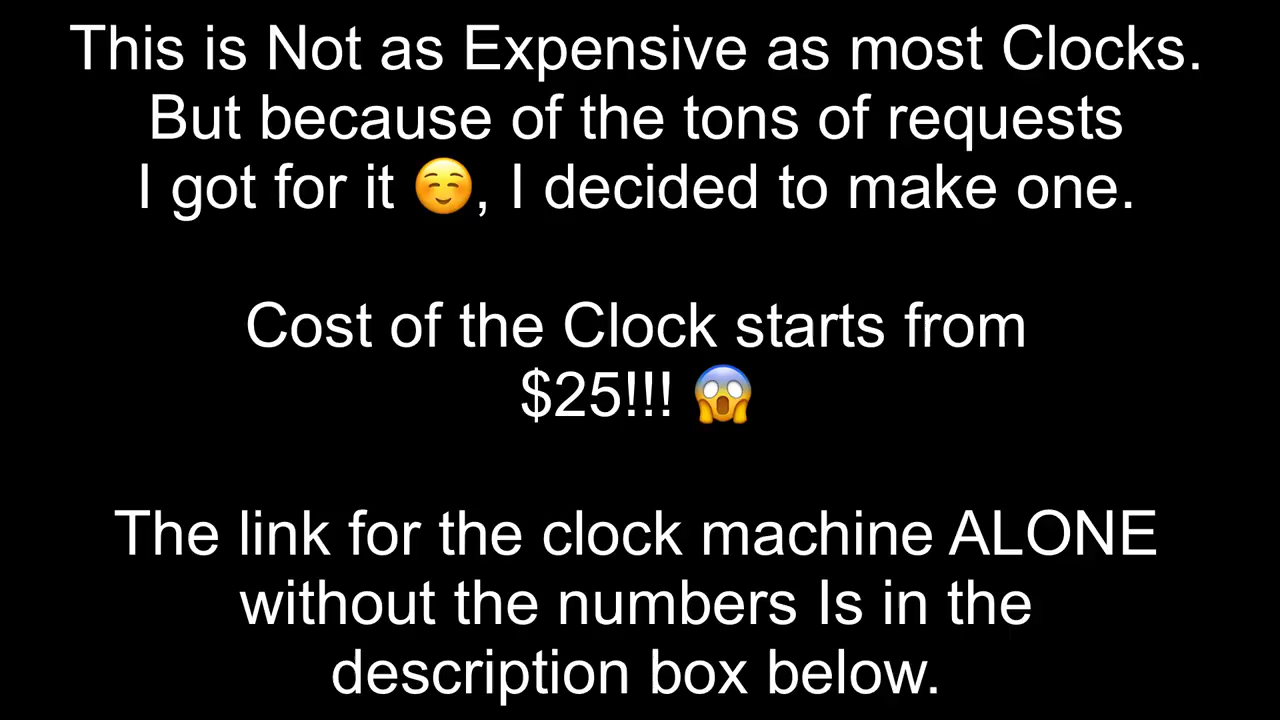 This is Not as Expensive as most Clocks.
But because of the tons of requests
I got for it ☺️, I decided to make one.
Cost of the Clock starts from
$25!!! 😱
The link for the clock machine ALONE
without the numbers Is in the
description box below.